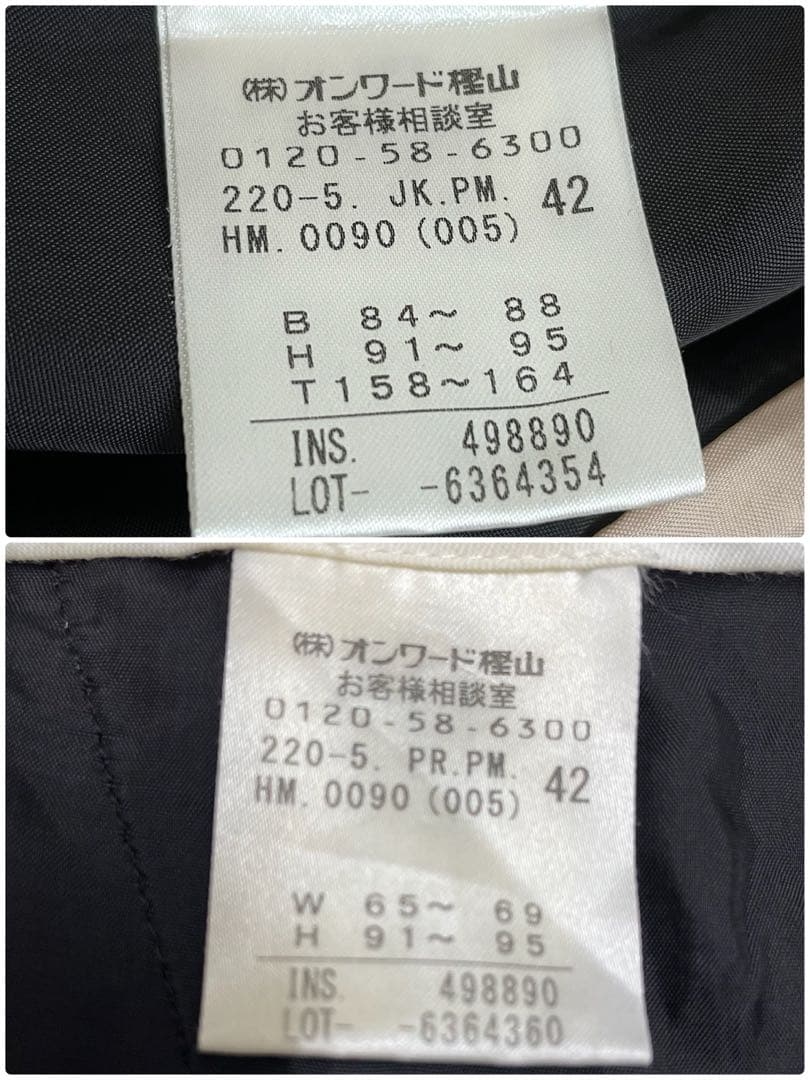 (株)オンワード樫山
お客様相談室
0120-58-6300
220-5. JK.PM. 42
HM. 0090 (005)
B 84〜 88
H 91〜 95
T158〜164
INS. 498890
LOT- -6364354
(株)オンワード樫山
お客様相談室
0120-58-6300
220-5. PR.PM. 42
HM. 0090 (005)
W 65〜 69
H 91〜 95
INS. 498890
LOT- -6364360